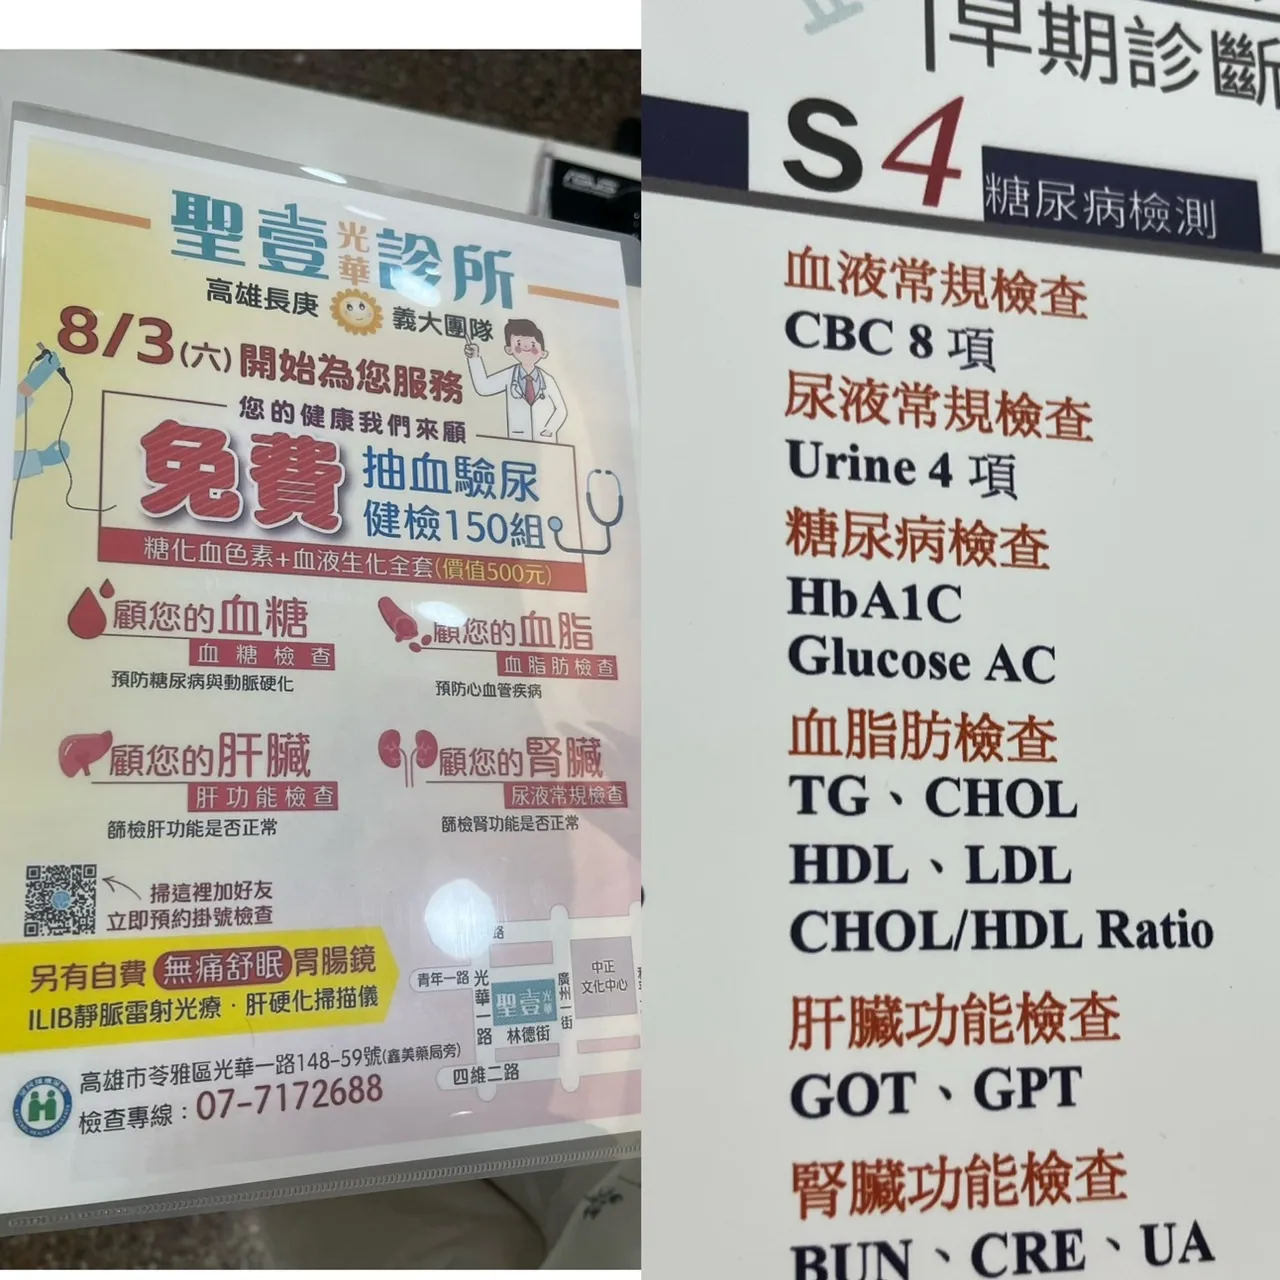 ASUS
聖壹光華診所
高雄長庚 義大團隊
8/3(六)開始為您服務
您的健康我們來顧
免費
抽血驗尿
健檢150組
糖化血色素+血液生化全套(價值500元)
顧您的血糖
血糖檢查
預防糖尿病與動脈硬化
顧您的血脂
血脂肪檢查
預防心血管疾病
顧您的肝臟
肝功能檢查
篩檢肝功能是否正常
顧您的腎臟
尿液常規檢查
篩檢腎功能是否正常
掃這裡加好友
立即預約掛號檢查
另有自費無痛舒眠胃腸鏡
ILIB靜脈雷射光療·肝硬化掃描儀
高雄市苓雅區光華一路148-59號(鑫美藥局旁)
檢查專線：07-7172688
路
青年一路
光華一路
聖壹光華
廣州一街
中正
文化中心
林德街
四維二路
早期診斷
S4
糖尿病檢測
血液常規檢查
CBC 8 項
尿液常規檢查
Urine 4 項
糖尿病檢查
HbA1C
Glucose AC
血脂肪檢查
TG、CHOL
HDL、LDL
CHOL/HDL Ratio
肝臟功能檢查
GOT、GPT
腎臟功能檢查
BUN、CRE、UA